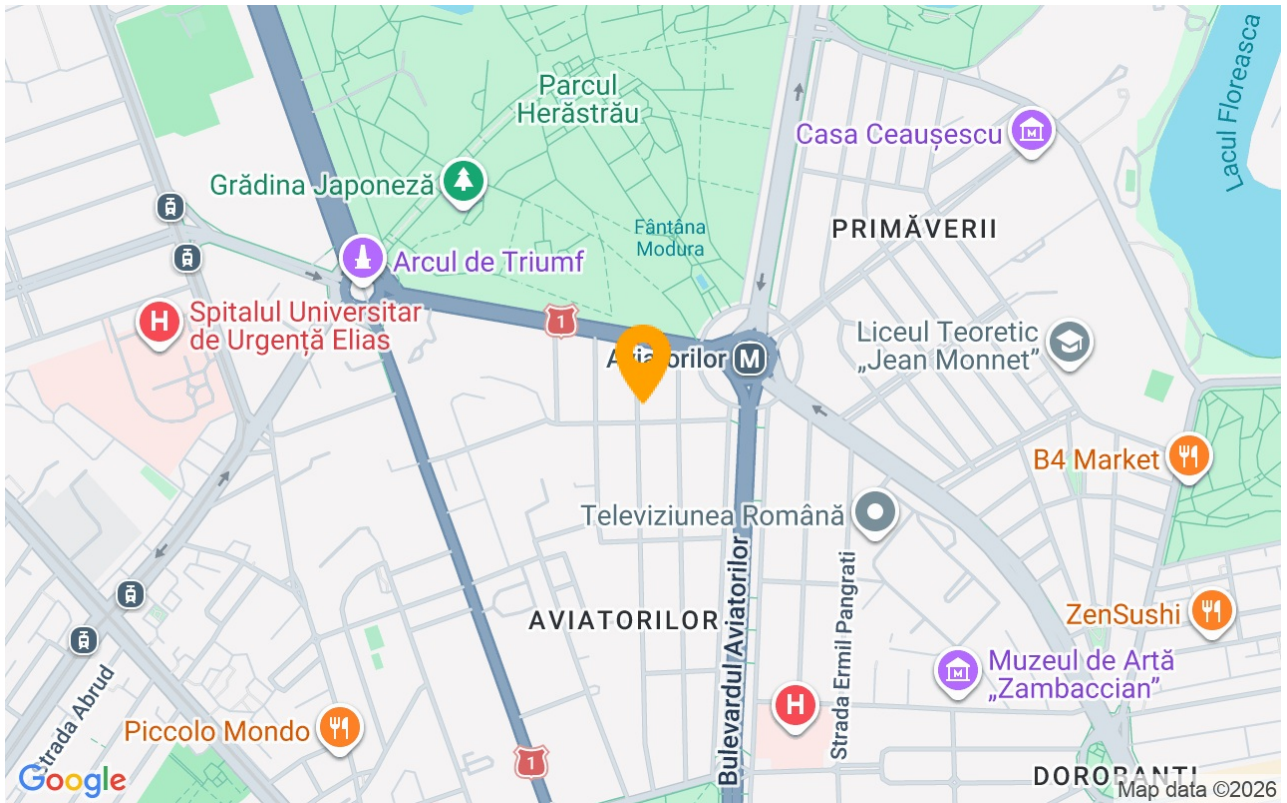 Parcul
Herăstrău
Lacul Floreasca
Casa Ceaușescu
M
Grădina Japoneză
Fântâna
Modura
PRIMĂVERII
Arcul de Triumf
H
Spitalul Universitar
de Urgență Elias
1
Aviatorilor
M
Liceul Teoretic
„Jean Monnet”
B4 Market
Televiziunea Română
Bulevardul Aviatorilor
Strada Ermil Pangrati
AVIATORILOR
ZenSushi
Muzeul de Artă
„Zambaccian”
M
H
Strada Abrud
Piccolo Mondo
1
DOROBANȚI
Google
Map data ©2026